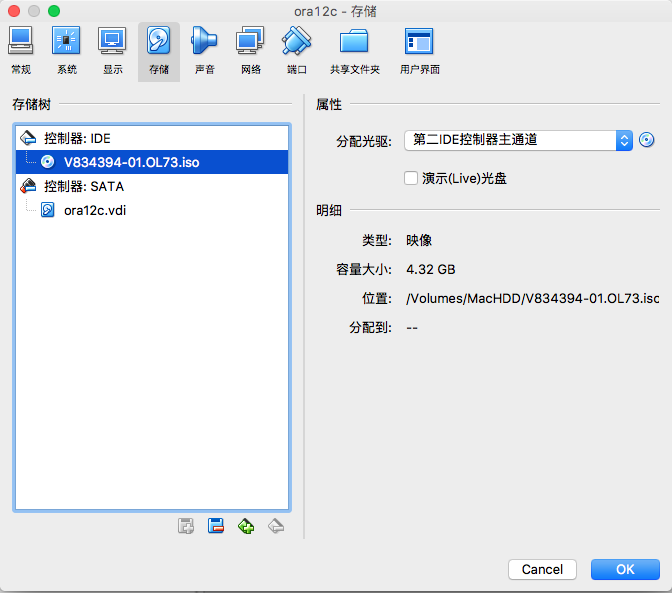 ora12c - 存储
常规 系统 显示 存储 声音 网络 端口 共享文件夹 用户界面
存储树
控制器: IDE
V834394-01.OL73.iso
控制器: SATA
ora12c.vdi
属性
分配光驱: 第二IDE控制器主通道
演示(Live)光盘
明细
类型: 映像
容量大小: 4.32 GB
位置: /Volumes/MacHDD/V834394-01.OL73.isc
分配到: --
Cancel OK